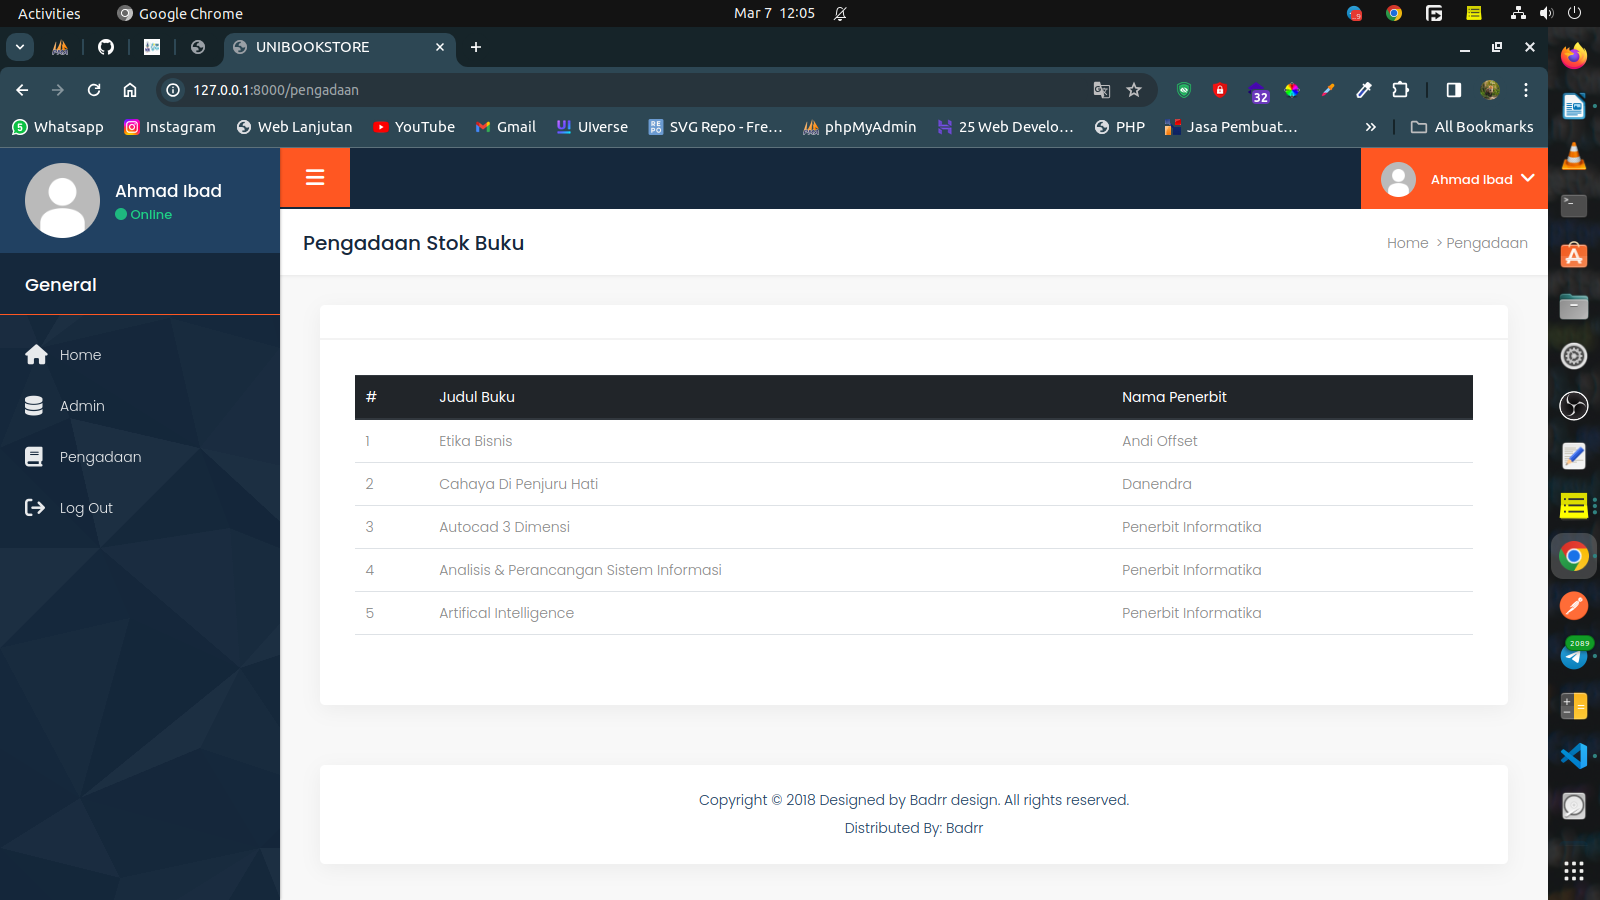 Activities Google Chrome Mar 7 12:05
UNIBOOKSTORE
127.0.0.1:8000/pengadaan 32
Whatsapp Instagram Web Lanjutan YouTube Gmail UIverse SVG Repo - Fre... phpMyAdmin 25 Web Develo... PHP Jasa Pembuat... » All Bookmarks
Ahmad Ibad
Online
Ahmad Ibad
General
Home
Admin
Pengadaan
Log Out
Pengadaan Stok Buku
Home > Pengadaan
# Judul Buku Nama Penerbit
1 Etika Bisnis Andi Offset
2 Cahaya Di Penjuru Hati Danendra
3 Autocad 3 Dimensi Penerbit Informatika
4 Analisis & Perancangan Sistem Informasi Penerbit Informatika
5 Artifical Intelligence Penerbit Informatika
Copyright © 2018 Designed by Badrr design. All rights reserved.
Distributed By: Badrr
2089